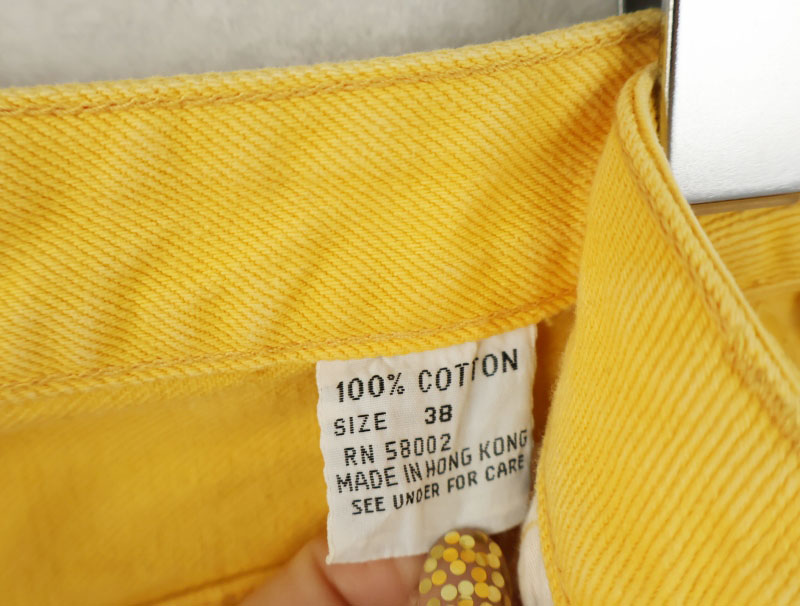 100% COTTON
SIZE 38
RN 58002
MADE IN HONG KONG
SEE UNDER FOR CARE